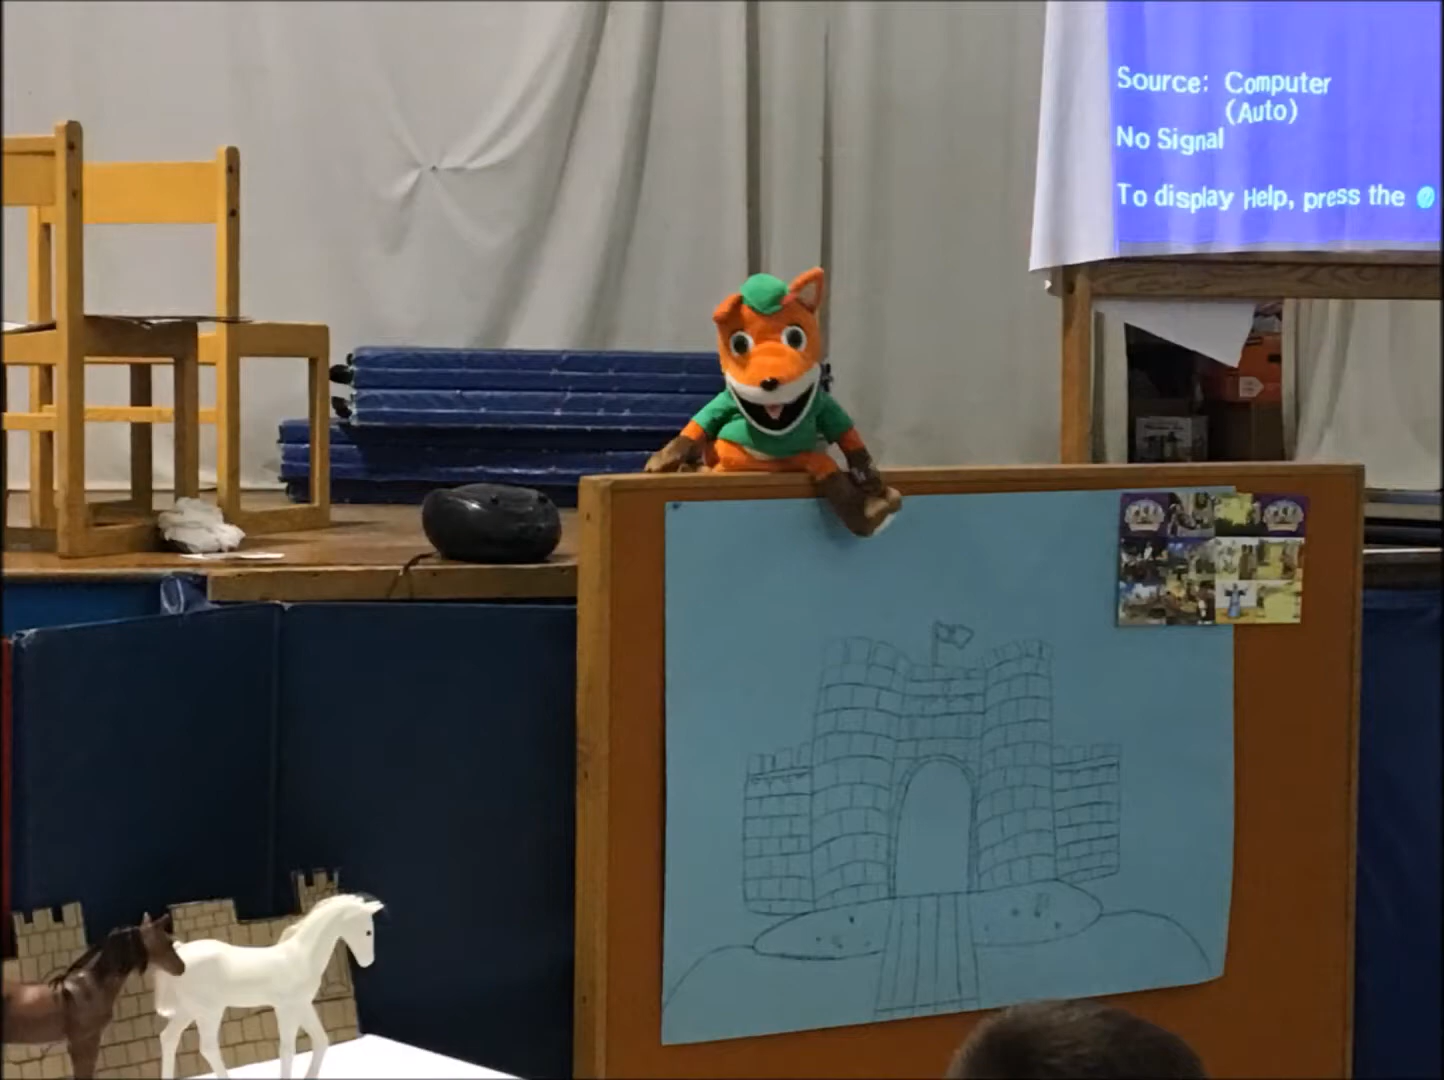 Source: Computer
(Auto)
No Signal
To display Help, press the